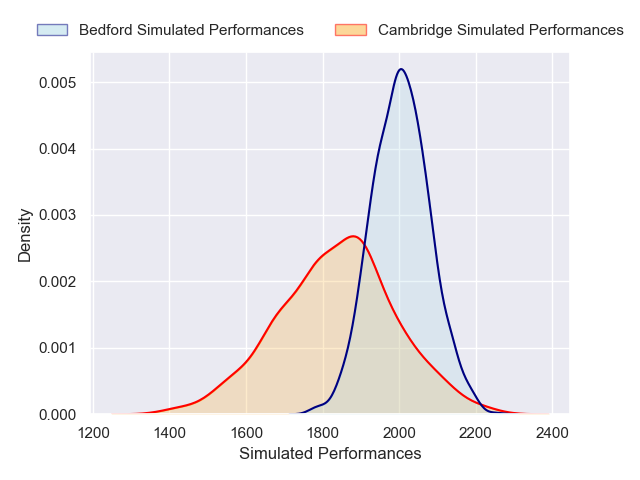 Bedford Simulated Performances
Cambridge Simulated Performances
0.005
0.004
0.003
0.002
0.001
0.000
Density
1200 1400 1600 1800 2000 2200 2400
Simulated Performances